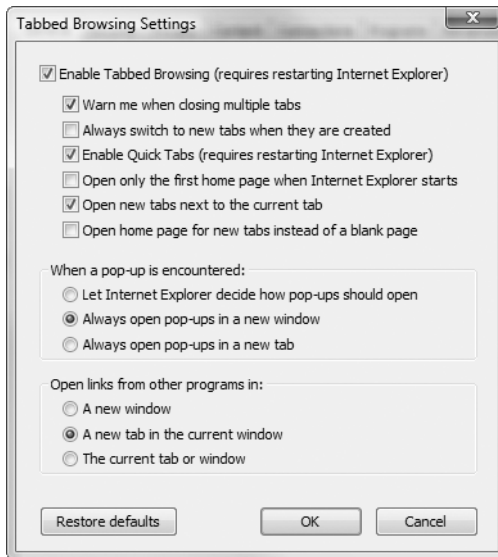 Tabbed Browsing Settings
Enable Tabbed Browsing (requires restarting Internet Explorer)
Warn me when closing multiple tabs
Always switch to new tabs when they are created
Enable Quick Tabs (requires restarting Internet Explorer)
Open only the first home page when Internet Explorer starts
Open new tabs next to the current tab
Open home page for new tabs instead of a blank page
When a pop-up is encountered:
Let Internet Explorer decide how pop-ups should open
Always open pop-ups in a new window
Always open pop-ups in a new tab
Open links from other programs in:
A new window
A new tab in the current window
The current tab or window
Restore defaults OK Cancel